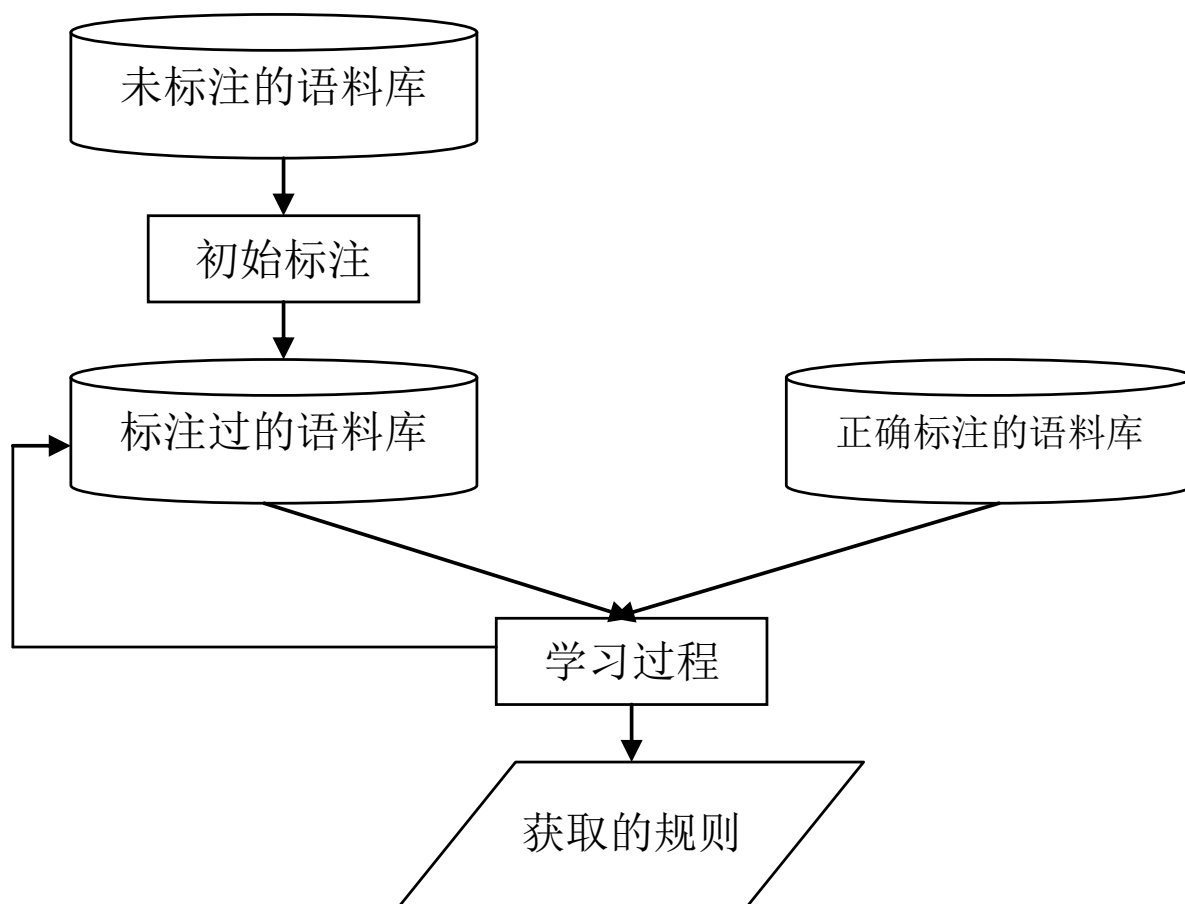 未标注的语料库
初始标注
标注过的语料库
正确标注的语料库
学习过程
获取的规则